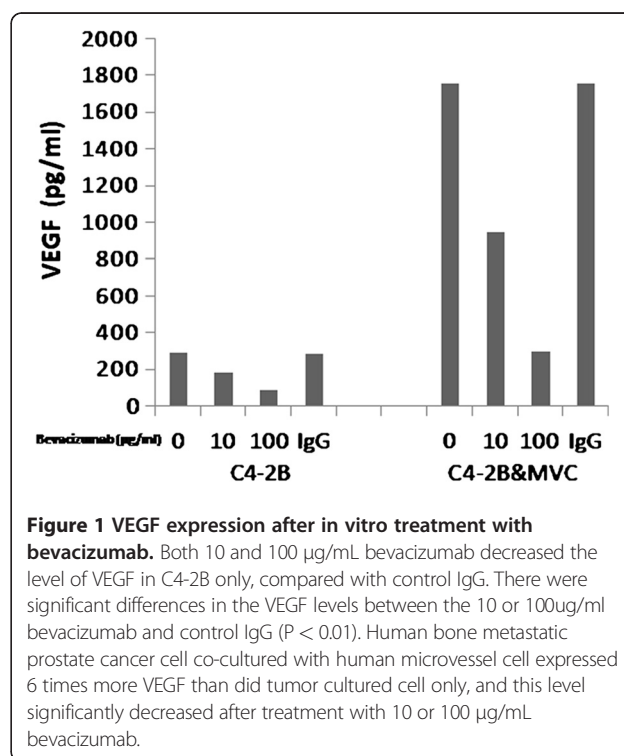 2000
1800
1600
1400
1200
1000
800
600
400
200
0
VEGF (pg/ml)
Bevacizumab (μg/ml) 0 10 100 IgG 0 10 100 IgG
C4-2B C4-2B&MVC
Figure 1 VEGF expression after in vitro treatment with
bevacizumab. Both 10 and 100 μg/mL bevacizumab decreased the
level of VEGF in C4-2B only, compared with control IgG. There were
significant differences in the VEGF levels between the 10 or 100ug/ml
bevacizumab and control IgG (P < 0.01). Human bone metastatic
prostate cancer cell co-cultured with human microvessel cell expressed
6 times more VEGF than did tumor cultured cell only, and this level
significantly decreased after treatment with 10 or 100 μg/mL
bevacizumab.